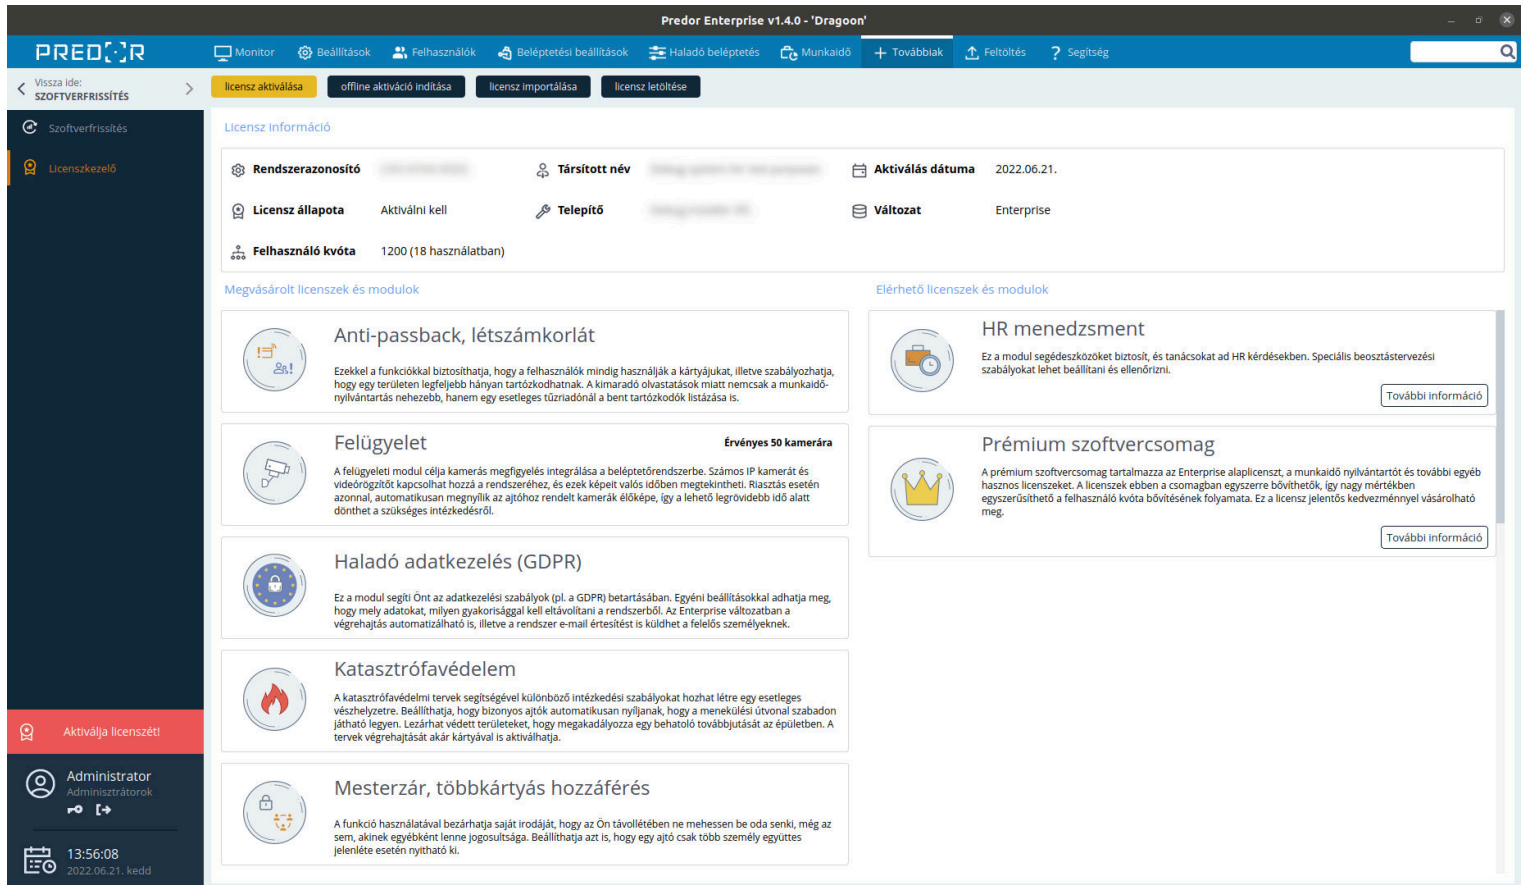 Predor Enterprise v1.4.0 - 'Dragoon'
PREDOR
Monitor Beállítások Felhasználók Beléptetési beállítások Haladó beléptetés Munkaidő Továbbiak Feltöltés Segítség
Vissza ide:
SZOFTVERFRISSÍTÉS
licensz aktiválása offline aktiváció indítása licensz importálása licensz letöltése
Szoftverfrissítés
Licenszkezelő
Licensz információ
Rendszerazonosító Társított név Aktiválás dátuma 2022.06.21.
Licensz állapota Aktiválni kell Telepítő Változat Enterprise
Felhasználó kvóta 1200 (18 használatban)
Megvásárolt licenszek és modulok
Anti-passback, létszámkorlát
Ezekkel a funkciókkal biztosíthatja, hogy a felhasználók mindig használják a kártyájukat, illetve szabályozhatja,
hogy egy területen legfeljebb hányan tartózkodhatnak. A kimaradó olvastatások miatt nemcsak a munkaidő-
nyilvántartás nehezebb, hanem egy esetleges tűzriadónál a bent tartózkodók listázása is.
Felügyelet
Érvényes 50 kamerára
A felügyeleti modul célja kamerás megfigyelés integrálása a beléptetőrendszerbe. Számos IP kamerát és
videórögzítőt kapcsolhat hozzá a rendszeréhez, és ezek képeit valós időben megtekintheti. Riasztás esetén
azonnal, automatikusan megnyílik az ajtóhoz rendelt kamerák élőképe, így a lehető legrövidebb idő alatt
dönthet a szükséges intézkedésről.
Haladó adatkezelés (GDPR)
Ez a modul segíti Önt az adatkezelési szabályok (pl. a GDPR) betartásában. Egyéni beállításokkal adhatja meg,
hogy mely adatokat, milyen gyakorisággal kell eltávolítani a rendszerből. Az Enterprise változatban a
végrehajtás automatizálható is, illetve a rendszer e-mail értesítést is küldhet a felelős személyeknek.
Katasztrófavédelem
A katasztrófavédelmi tervek segítségével különböző intézkedési szabályokat hozhat létre egy esetleges
vészhelyzetre. Beállíthatja, hogy bizonyos ajtók automatikusan nyíljanak, hogy a menekülési útvonal szabadon
játható legyen. Lezárhat védett területeket, hogy megakadályozza egy behatoló továbbjutását az épületben. A
tervek végrehajtását akár kártyával is aktiválhatja.
Mesterzár, többkártyás hozzáférés
A funkció használatával bezárhatja saját irodáját, hogy az Ön távollétében ne mehessen be oda senki, még az
sem, akinek egyébként lenne jogosultsága. Beállíthatja azt is, hogy egy ajtó csak több személy együttes
jelenléte esetén nyitható ki.
Elérhető licenszek és modulok
HR menedzsment
Ez a modul segédeszközöket biztosít, és tanácsokat ad HR kérdésekben. Speciális beosztástervezési
szabályokat lehet beállítani és ellenőrizni.
További információ
Prémium szoftvercsomag
A prémium szoftvercsomag tartalmazza az Enterprise alaplicenszt, a munkaidő nyilvántartót és további egyéb
hasznos licenszeket. A licenszek ebben a csomagban egyszerre bővíthetők, így nagy mértékben
egyszerűsíthető a felhasználó kvóta bővítésének folyamata. Ez a licensz jelentős kedvezménnyel vásárolható
meg.
További információ
Aktiválja licenszét!
Administrator
Adminisztrátorok
13:56:08
2022.06.21. kedd